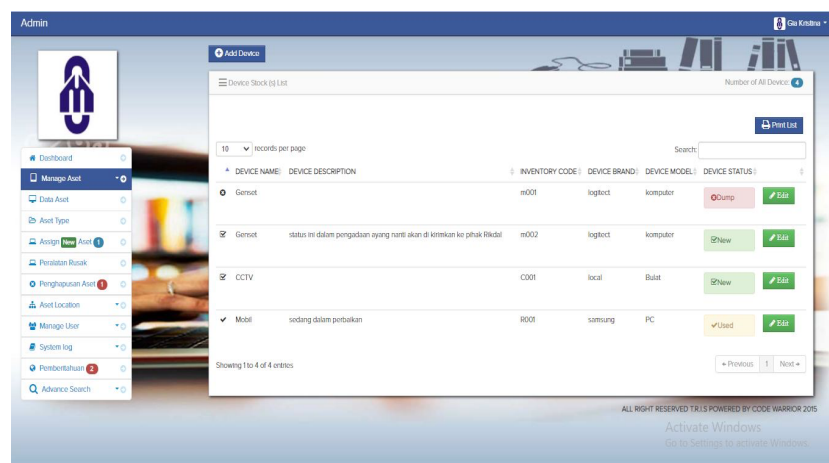 Admin
Gia Kristina
Add Device
Device Stock (s) List
Number of All Device: 4
Print List
10 records per page
Search:
DEVICE NAME DEVICE DESCRIPTION INVENTORY CODE DEVICE BRAND DEVICE MODEL DEVICE STATUS
Genset m001 logitect komputer Dump Edit
Genset status ini dalam pengadaan ayang nanti akan di kirimkan ke pihak Rikdal m002 logitect komputer New Edit
CCTV C001 local Bulat New Edit
Mobil sedang dalam perbaikan R001 samsung PC Used Edit
Showing 1 to 4 of 4 entries
← Previous 1 Next →
Dashboard
Manage Aset
Data Aset
Aset Type
Assign New Aset 1
Peralatan Rusak
Penghapusan Aset 1
Aset Location
Manage User
System log
Pemberitahuan 2
Advance Search
ALL RIGHT RESERVED T.R.I.S POWERED BY CODE WARRIOR 2015
Activate Windows
Go to Settings to activate Windows.